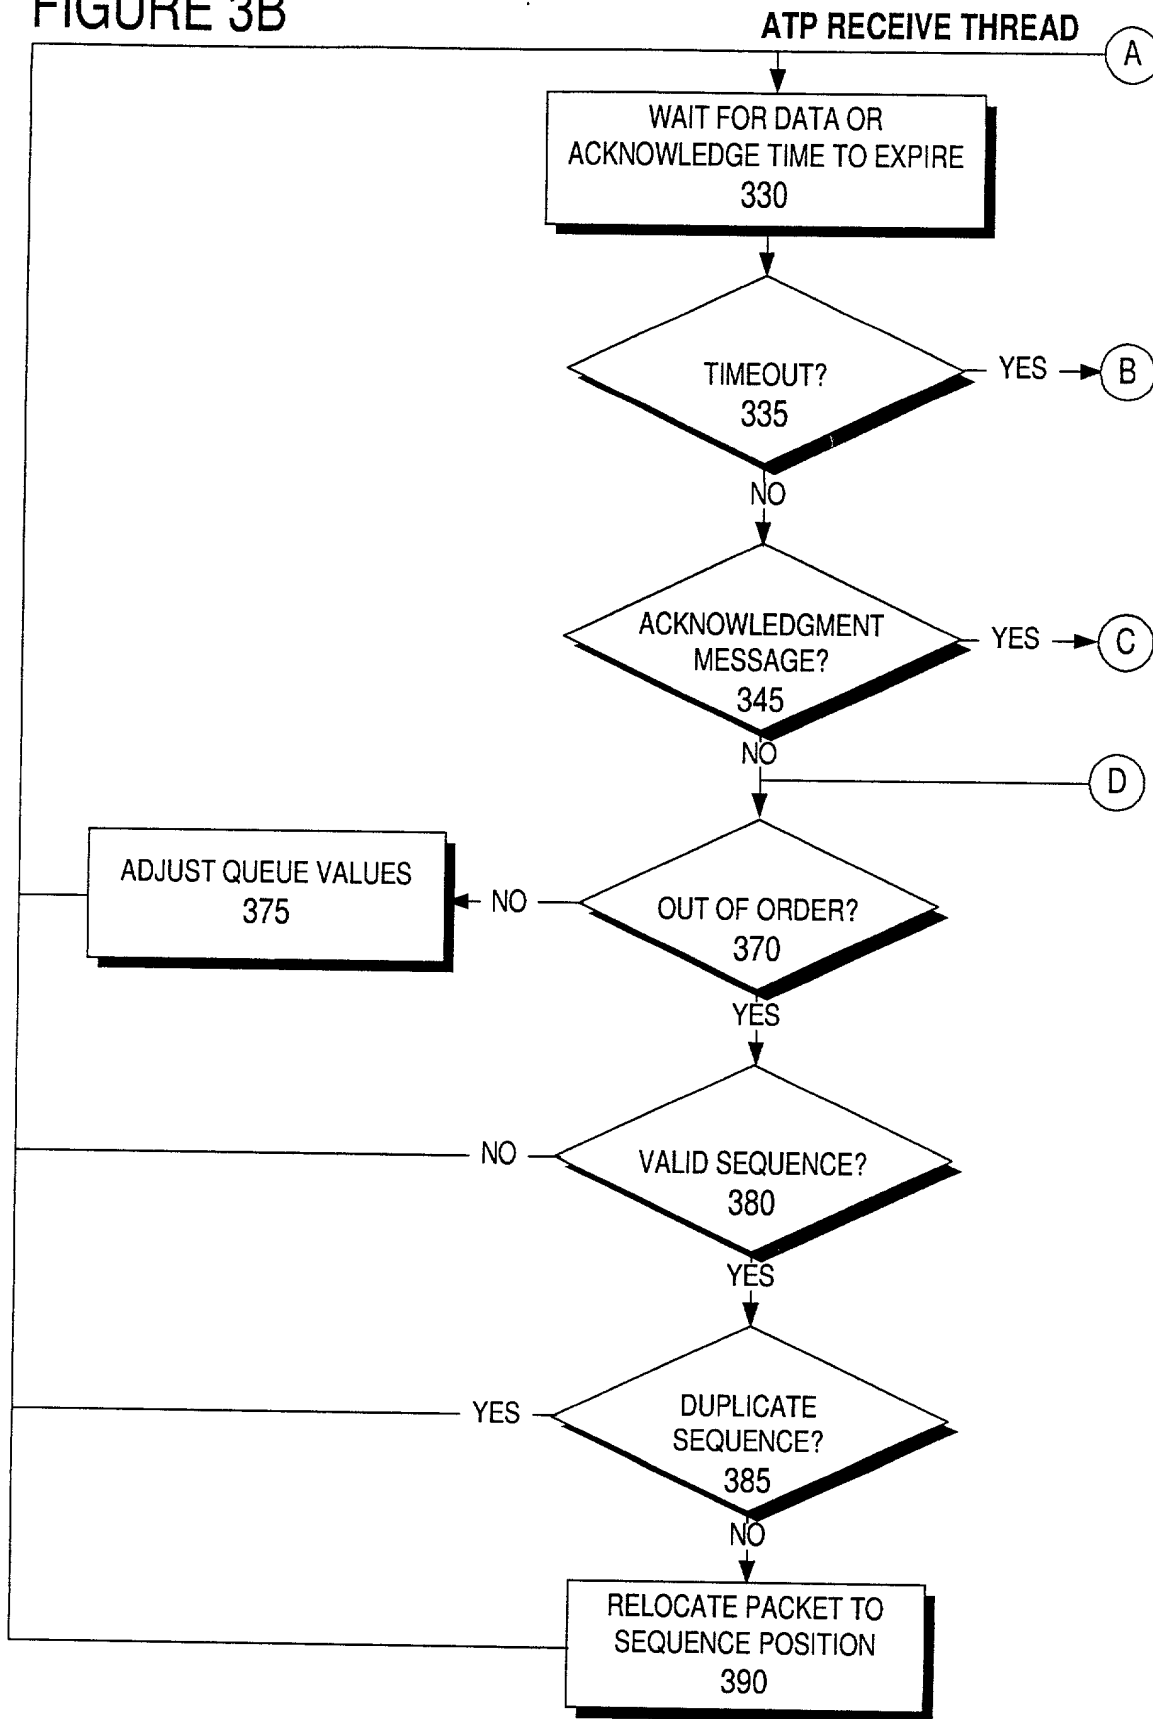 FIGURE 3B
ATP RECEIVE THREAD
A
WAIT FOR DATA OR
ACKNOWLEDGE TIME TO EXPIRE
330
TIMEOUT?
335
YES
B
NO
ACKNOWLEDGMENT
MESSAGE?
345
YES
C
NO
D
ADJUST QUEUE VALUES
375
NO
OUT OF ORDER?
370
YES
NO
VALID SEQUENCE?
380
YES
YES
DUPLICATE
SEQUENCE?
385
NO
RELOCATE PACKET TO
SEQUENCE POSITION
390